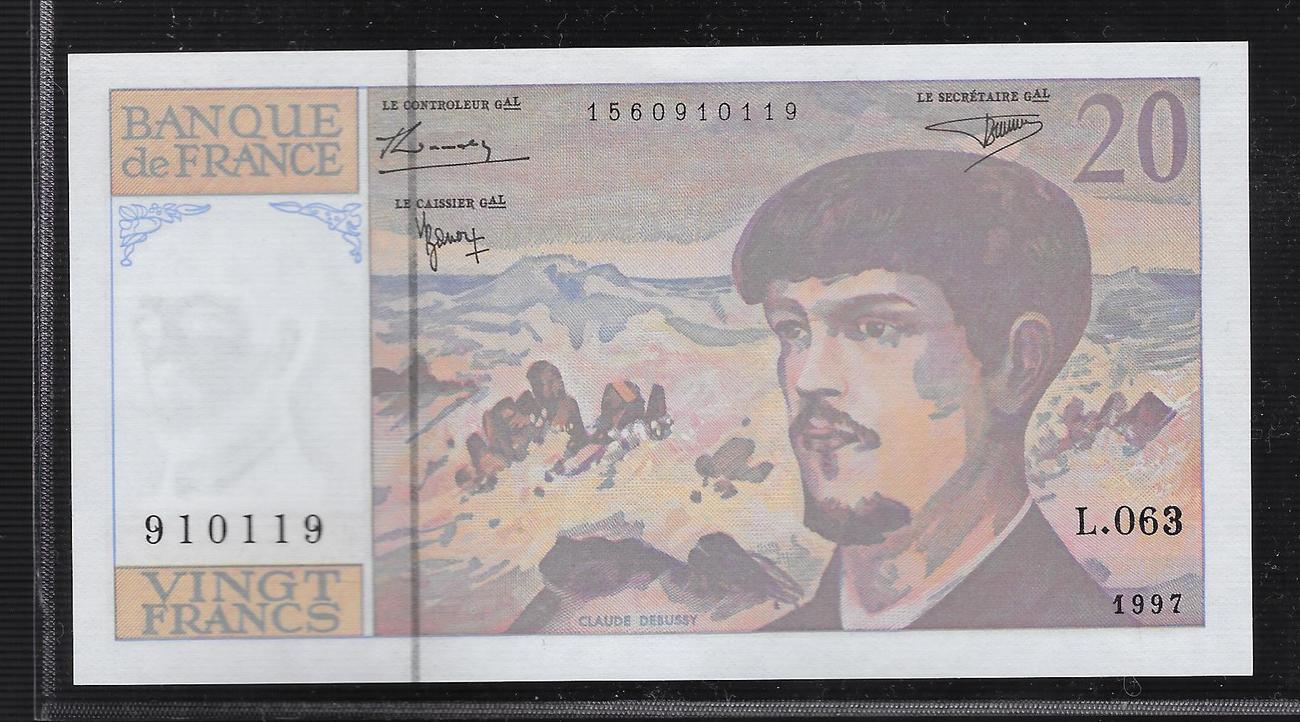 BANQUE
de FRANCE
LE CONTROLEUR GAL
1560910119
LE SECRÉTAIRE GAL
20
LE CAISSIER GAL
910119
L.063
VINGT
FRANCS
1997
CLAUDE DEBUSSY